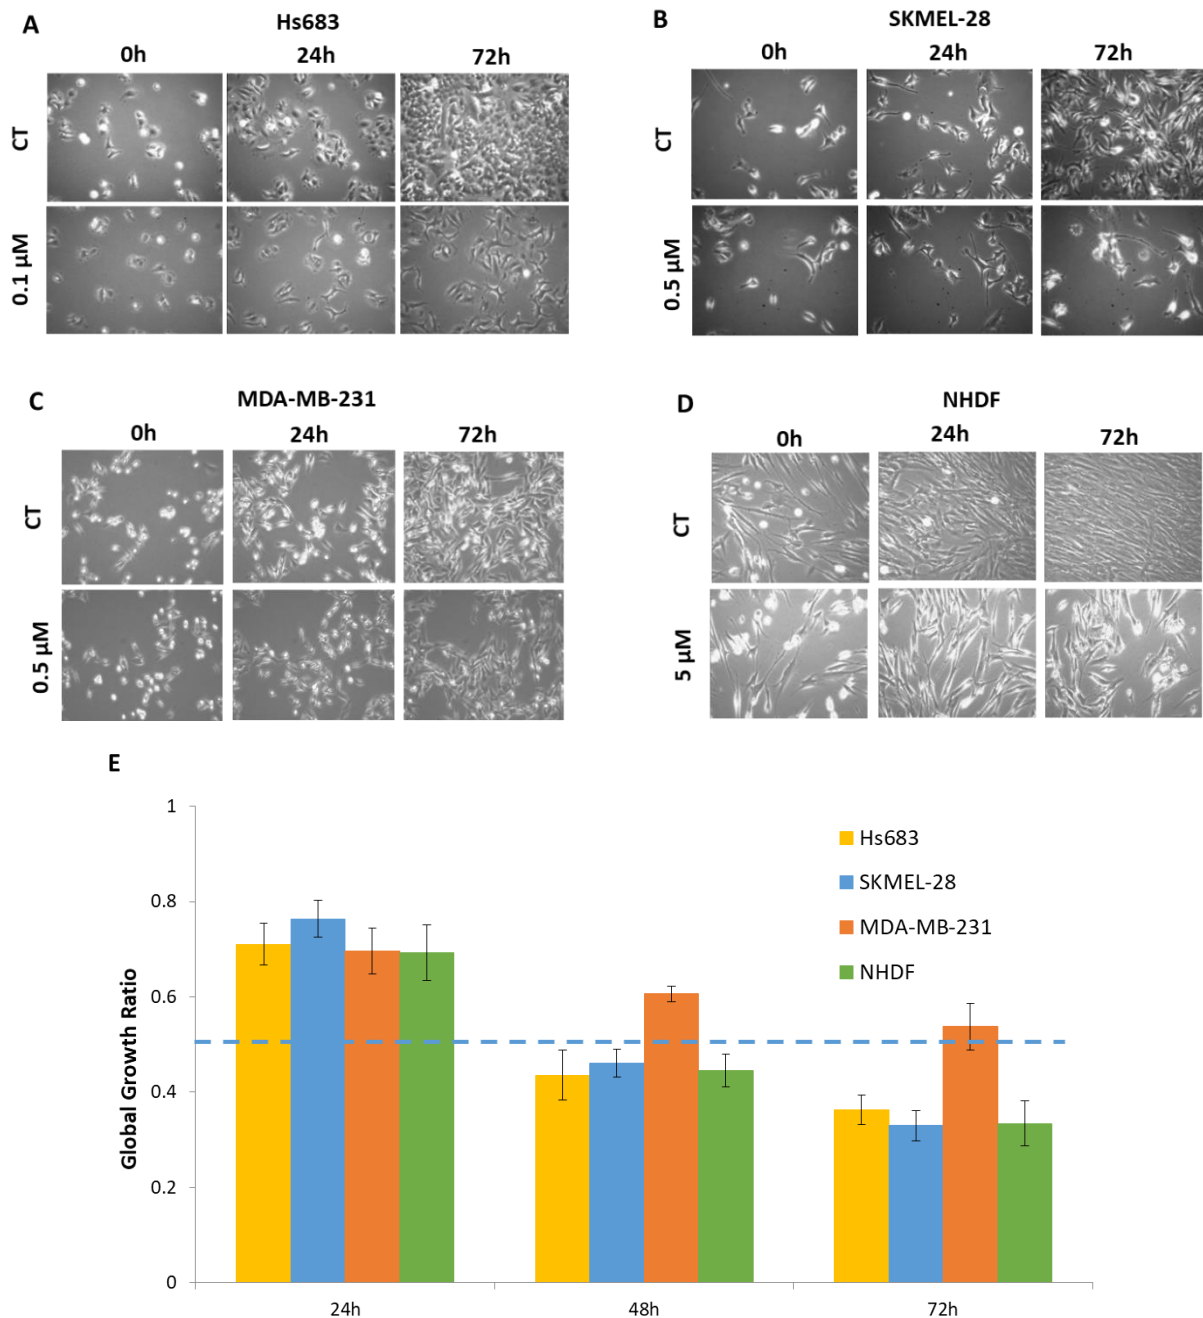 A
Hs683
0h 24h 72h
CT
0.1 µM
B
SKMEL-28
0h 24h 72h
CT
0.5 µM
C
MDA-MB-231
0h 24h 72h
CT
0.5 µM
D
NHDF
0h 24h 72h
CT
5 µM
E
Global Growth Ratio
1
0.8
0.6
0.4
0.2
0
24h 48h 72h
Hs683
SKMEL-28
MDA-MB-231
NHDF